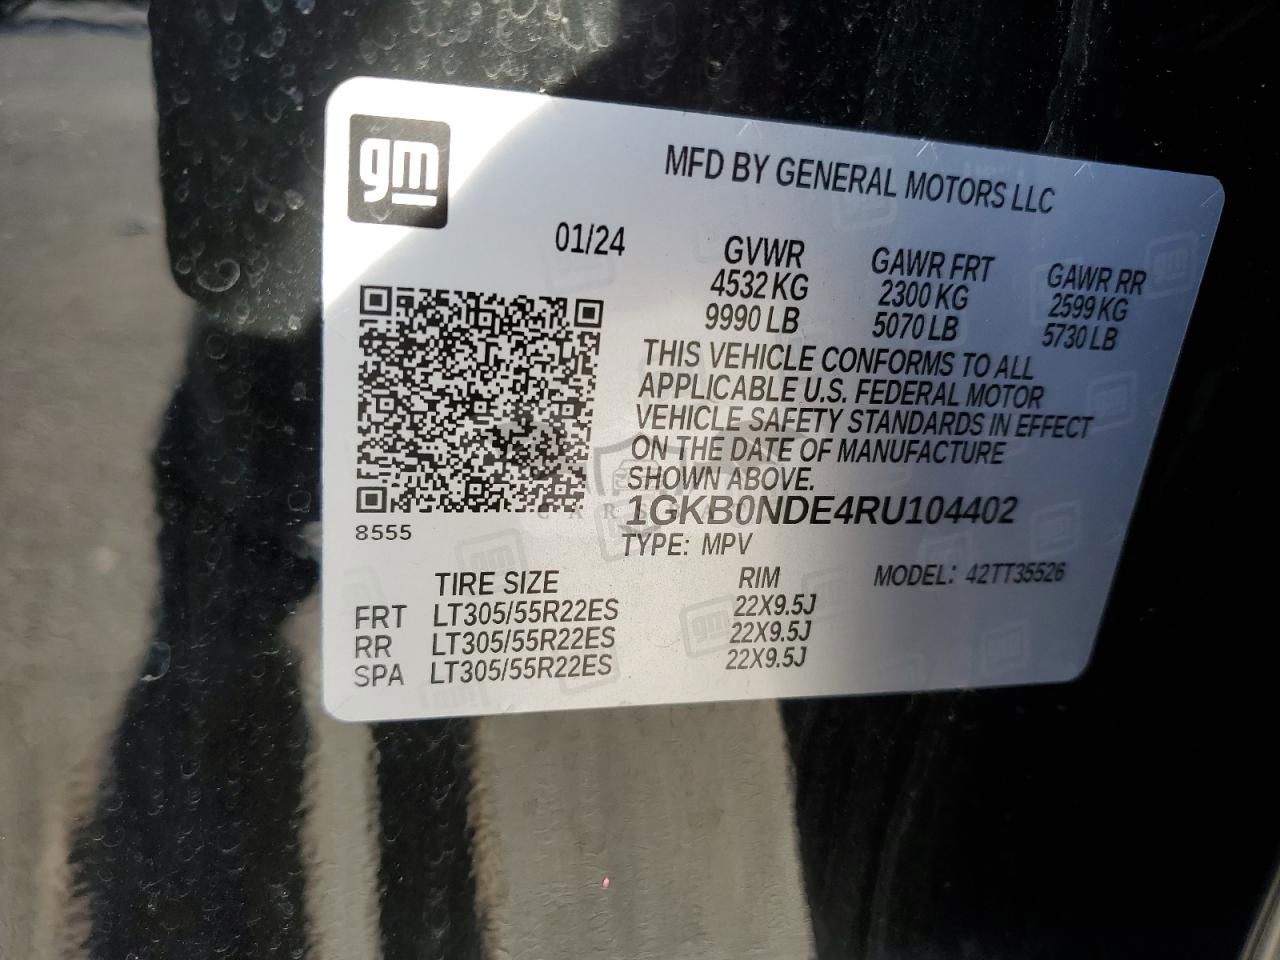 gm
MFD BY GENERAL MOTORS LLC
01/24 GVWR GAWR FRT GAWR RR
4532 KG 2300 KG 2599 KG
9990 LB 5070 LB 5730 LB
THIS VEHICLE CONFORMS TO ALL
APPLICABLE U.S. FEDERAL MOTOR
VEHICLE SAFETY STANDARDS IN EFFECT
ON THE DATE OF MANUFACTURE
SHOWN ABOVE.
1GKB0NDE4RU104402
8555
TYPE: MPV
MODEL: 42TT35526
TIRE SIZE RIM
FRT LT305/55R22ES 22X9.5J
RR LT305/55R22ES 22X9.5J
SPA LT305/55R22ES 22X9.5J